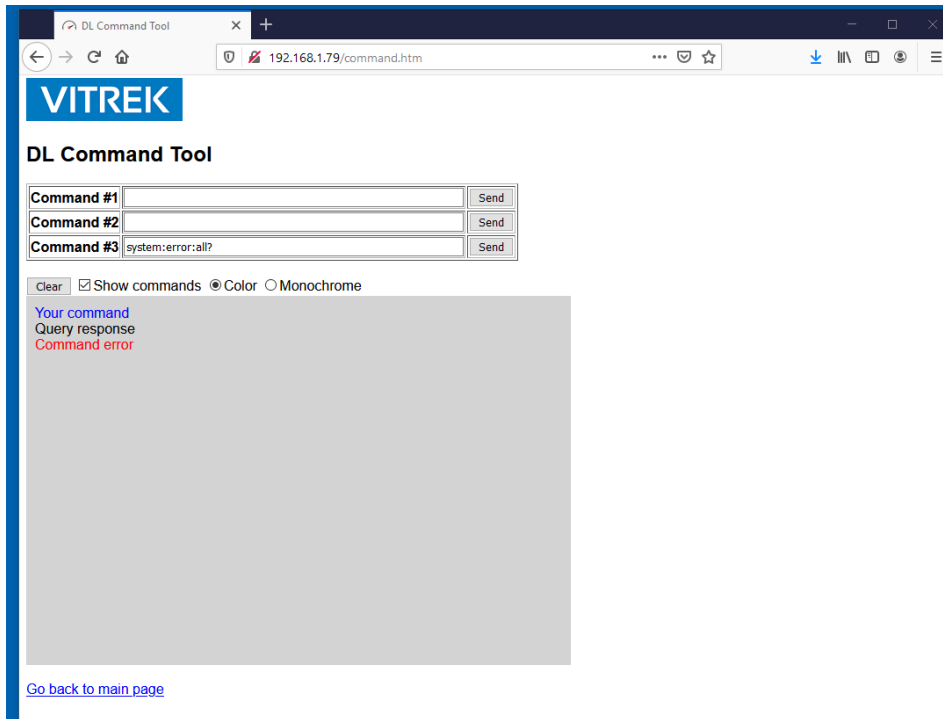 DL Command Tool
192.168.1.79/command.htm
VITREK
DL Command Tool
Command #1 Send
Command #2 Send
Command #3 system:error:all? Send
Clear Show commands Color Monochrome
Your command
Query response
Command error
Go back to main page